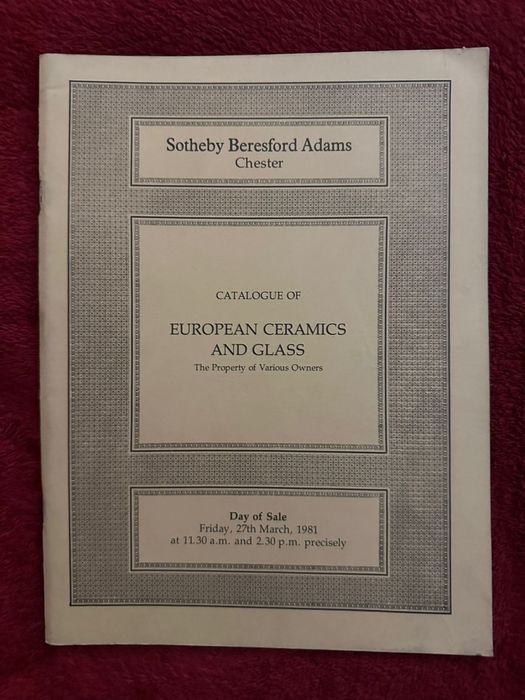 Sotheby Beresford Adams
Chester
CATALOGUE OF
EUROPEAN CERAMICS
AND GLASS
The Property of Various Owners
Day of Sale
Friday, 27th March, 1981
at 11.30 a.m. and 2.30 p.m. precisely